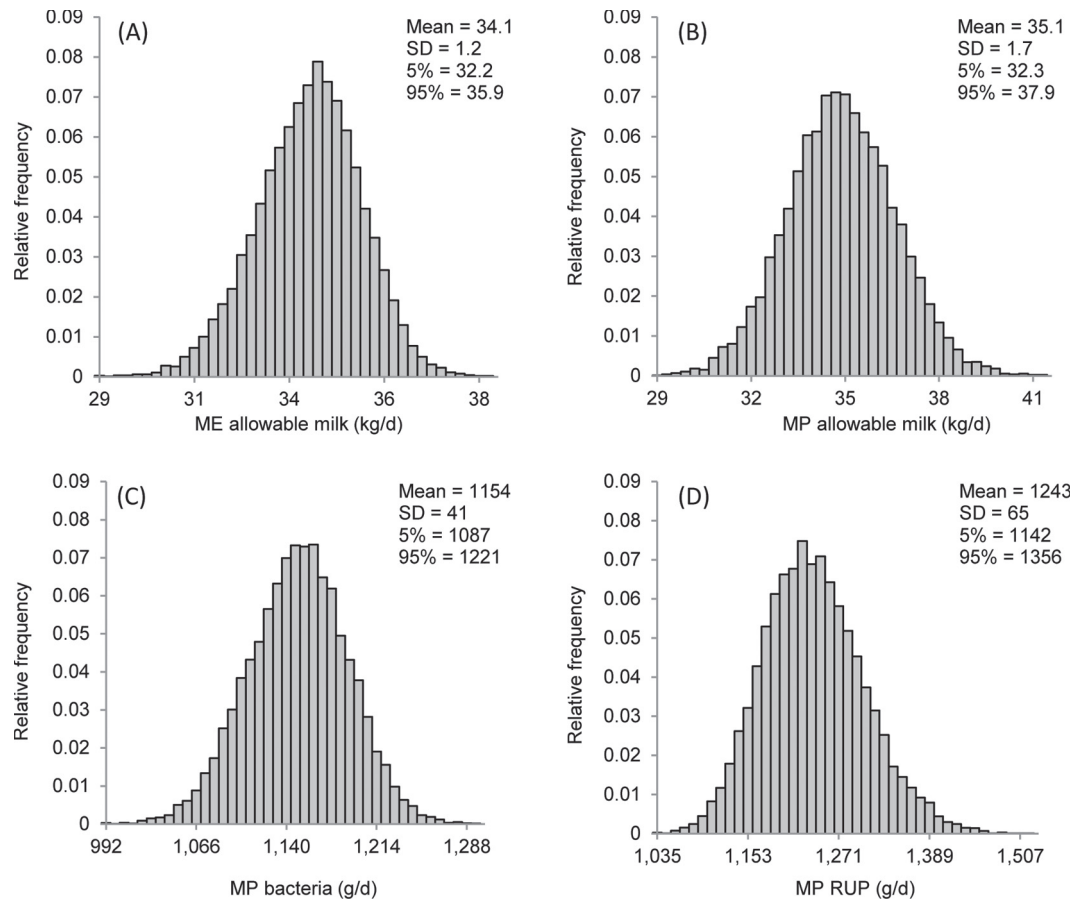 (A)
Mean = 34.1
SD = 1.2
5% = 32.2
95% = 35.9
0.09
0.08
0.07
0.06
0.05
0.04
0.03
0.02
0.01
0
Relative frequency
29 31 34 36 38
ME allowable milk (kg/d)
(B)
Mean = 35.1
SD = 1.7
5% = 32.3
95% = 37.9
0.09
0.08
0.07
0.06
0.05
0.04
0.03
0.02
0.01
0
Relative frequency
29 32 35 38 41
MP allowable milk (kg/d)
(C)
Mean = 1154
SD = 41
5% = 1087
95% = 1221
0.09
0.08
0.07
0.06
0.05
0.04
0.03
0.02
0.01
0
Relative frequency
992 1,066 1,140 1,214 1,288
MP bacteria (g/d)
(D)
Mean = 1243
SD = 65
5% = 1142
95% = 1356
0.09
0.08
0.07
0.06
0.05
0.04
0.03
0.02
0.01
0
Relative frequency
1,035 1,153 1,271 1,389 1,507
MP RUP (g/d)